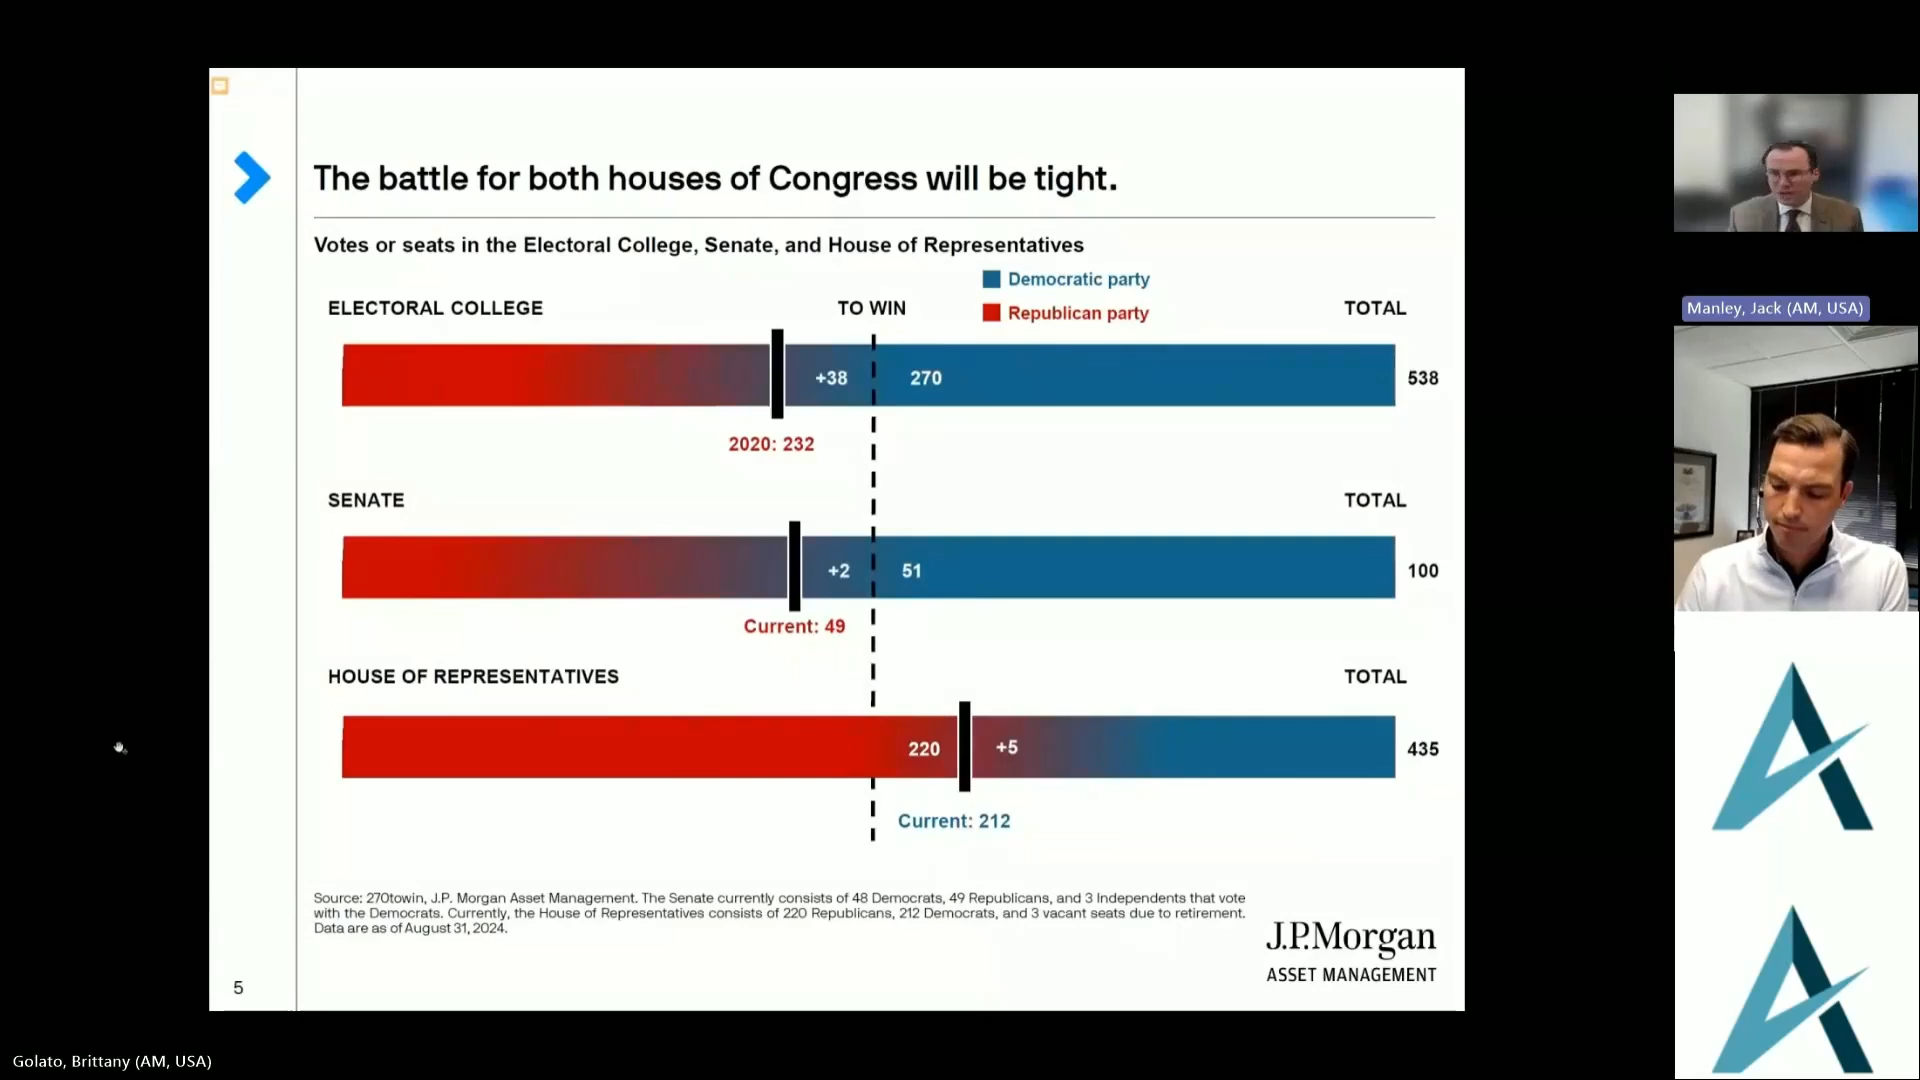 The battle for both houses of Congress will be tight.
Votes or seats in the Electoral College, Senate, and House of Representatives
Democratic party
Republican party
ELECTORAL COLLEGE
TO WIN
TOTAL
+38
270
538
2020: 232
SENATE
TOTAL
+2
51
100
Current: 49
HOUSE OF REPRESENTATIVES
TOTAL
220
+5
435
Current: 212
Source: 270towin, J.P. Morgan Asset Management. The Senate currently consists of 48 Democrats, 49 Republicans, and 3 Independents that vote
with the Democrats. Currently, the House of Representatives consists of 220 Republicans, 212 Democrats, and 3 vacant seats due to retirement.
Data are as of August 31, 2024.
J.P.Morgan
ASSET MANAGEMENT
5
Manley, Jack (AM, USA)
Golato, Brittany (AM, USA)